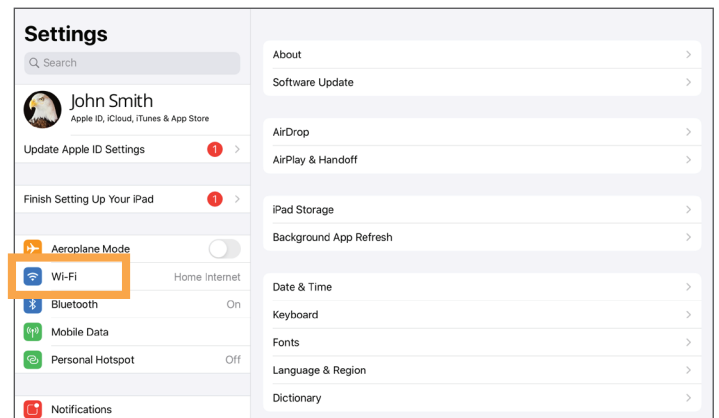 Settings
Search
John Smith
Apple ID, iCloud, iTunes & App Store
Update Apple ID Settings 1
Finish Setting Up Your iPad 1
Aeroplane Mode
Wi-Fi Home Internet
Bluetooth On
Mobile Data
Personal Hotspot Off
Notifications
About
Software Update
AirDrop
AirPlay & Handoff
iPad Storage
Background App Refresh
Date & Time
Keyboard
Fonts
Language & Region
Dictionary